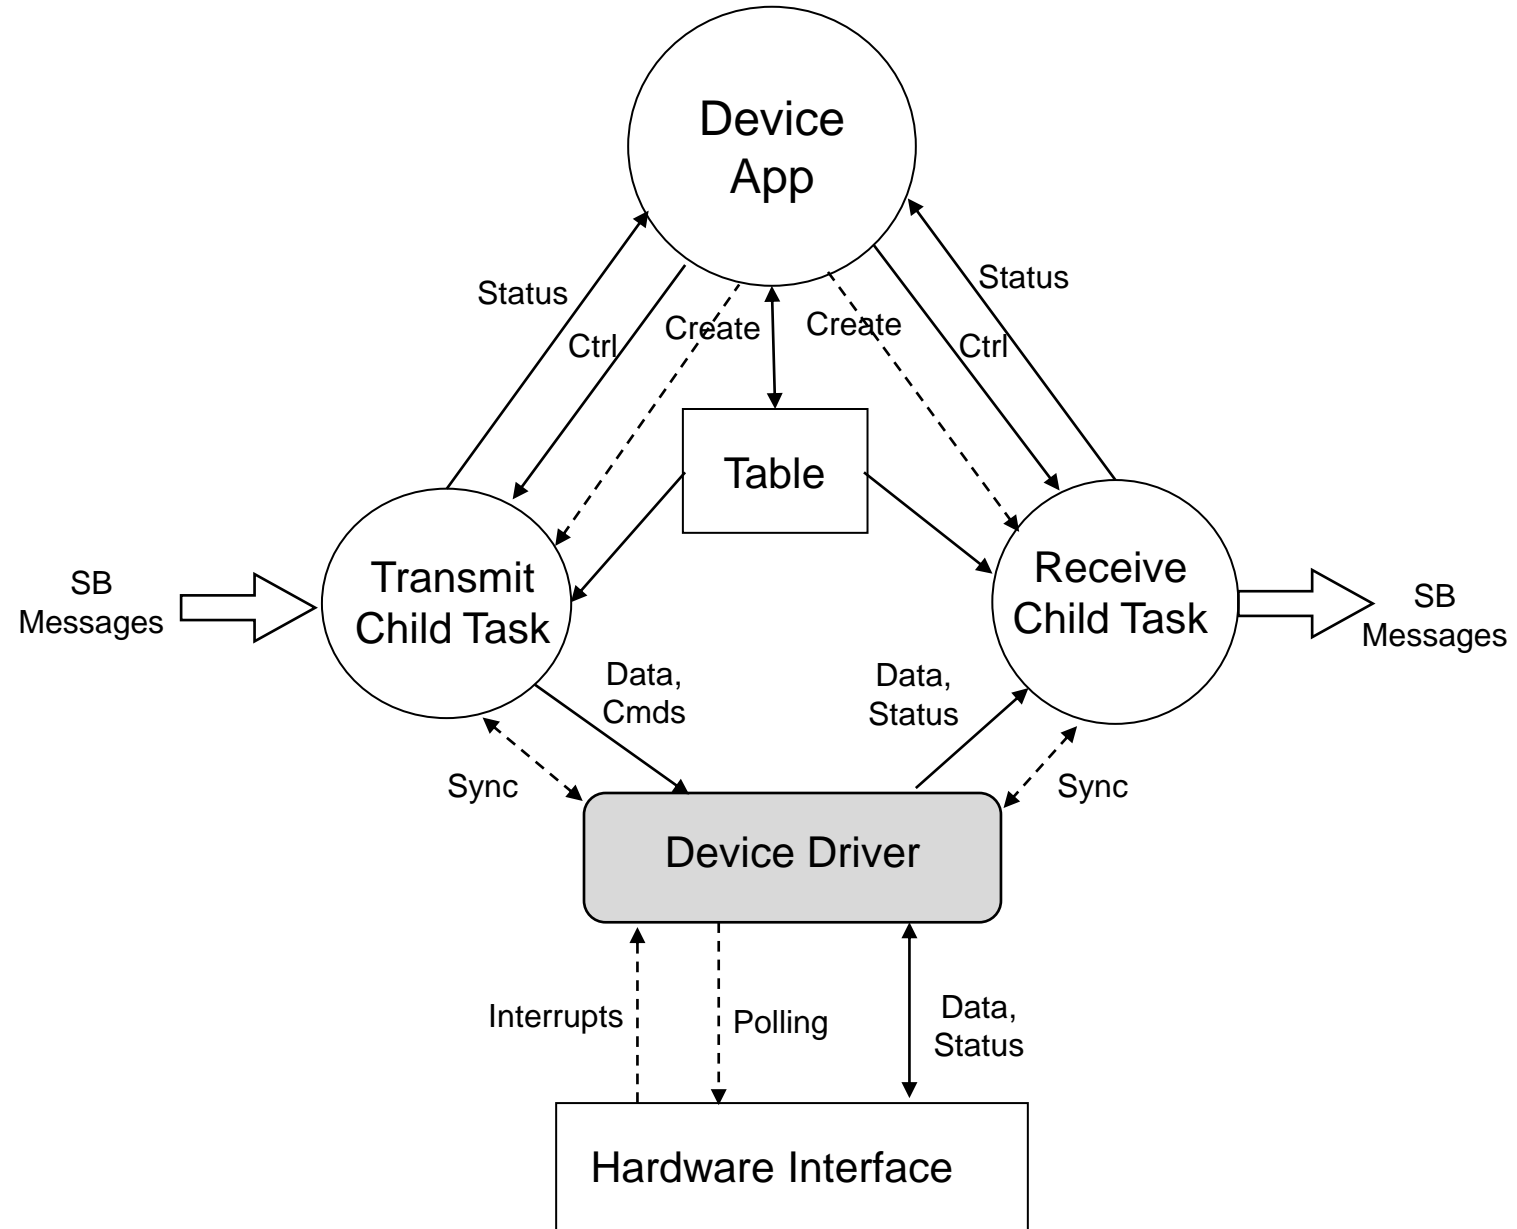 Device
App
Status
Status
Ctrl
Create
Create
Ctrl
Table
Transmit
Child Task
Receive
Child Task
SB
Messages
SB
Messages
Data,
Cmds
Data,
Status
Sync
Sync
Device Driver
Interrupts
Polling
Data,
Status
Hardware Interface